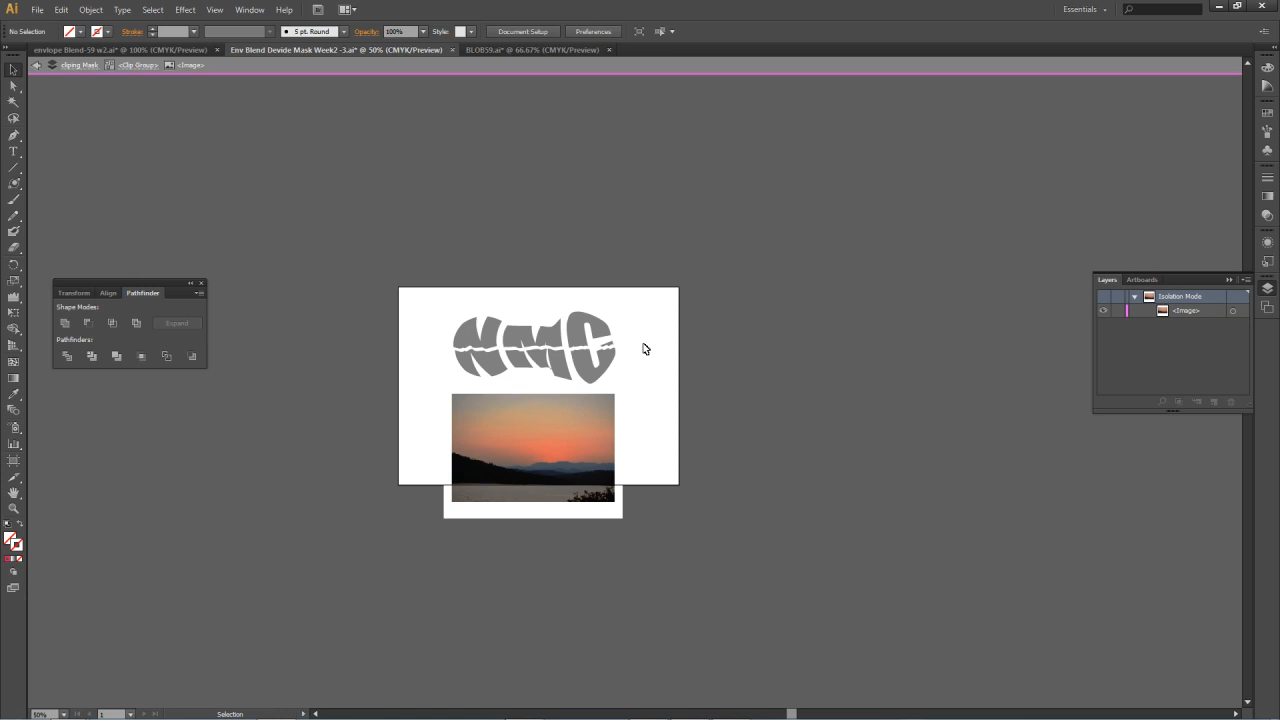 Ai File Edit Object Type Select Effect View Window Help Essentials
No Selection Stroke: 5 pt. Round Opacity: 100% Style: Document Setup Preferences
envlope Blend-59 w2.ai* @ 100% (CMYK/Preview) Env Blend Devide Mask Week2 -3.ai* @ 50% (CMYK/Preview) BLOB59.ai* @ 66.67% (CMYK/Preview)
cliping Mask <Clip Group> <Image>
Layers Artboards
Transform Align Pathfinder
Isolation Mode
Shape Modes:
<Image>
Expand
Pathfinders:
NMC
50% 1 Selection